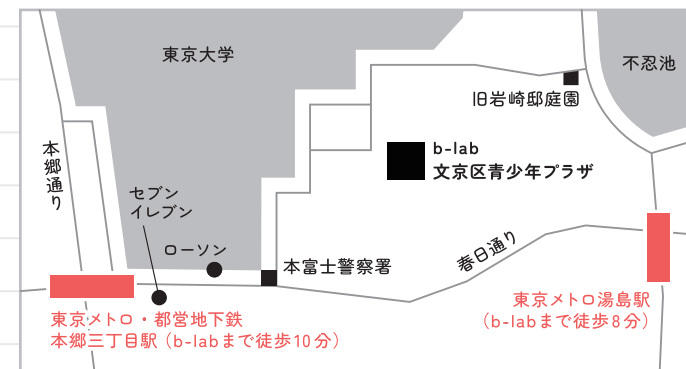 東京大学
不忍池
旧岩崎邸庭園
b-lab
文京区青少年プラザ
本郷通り
セブン
イレブン
ローソン
本富士警察署
春日通り
東京メトロ・都営地下鉄
本郷三丁目駅（b-labまで徒歩10分）
東京メトロ湯島駅
（b-labまで徒歩8分）